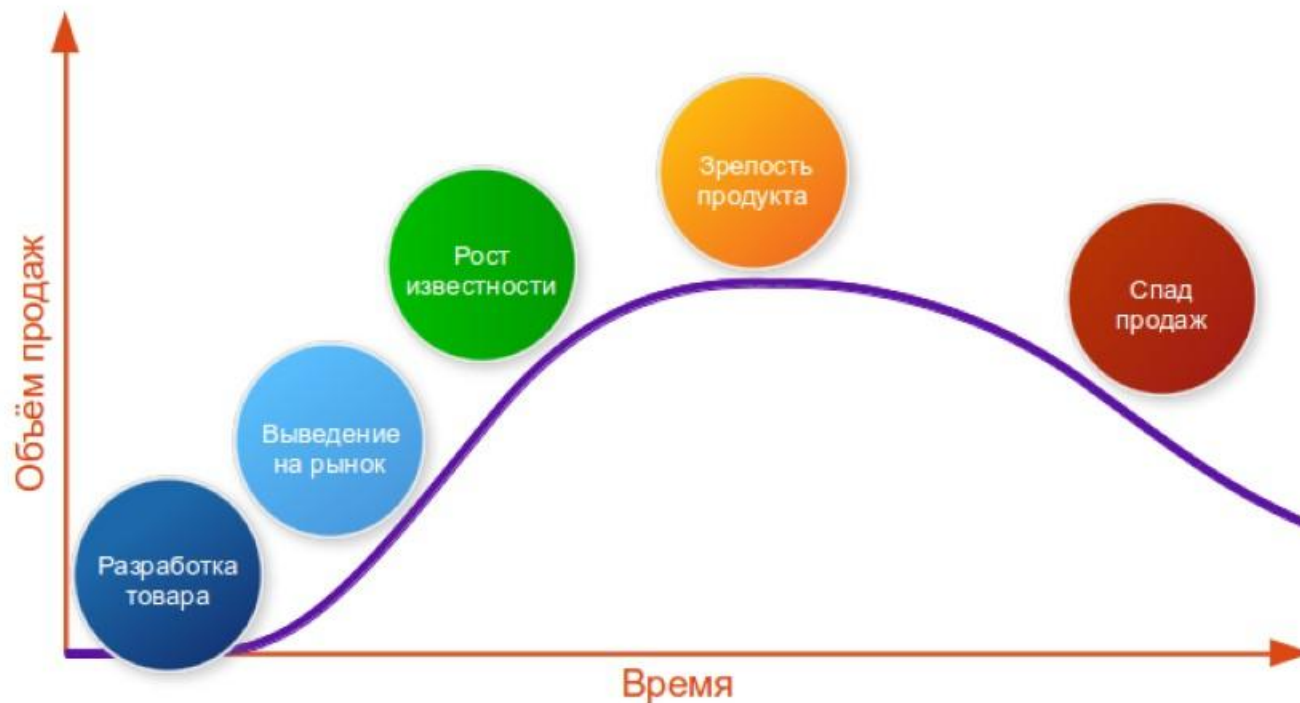 Объём продаж
Зрелость
продукта
Рост
известности
Спад
продаж
Выведение
на рынок
Разработка
товара
Время